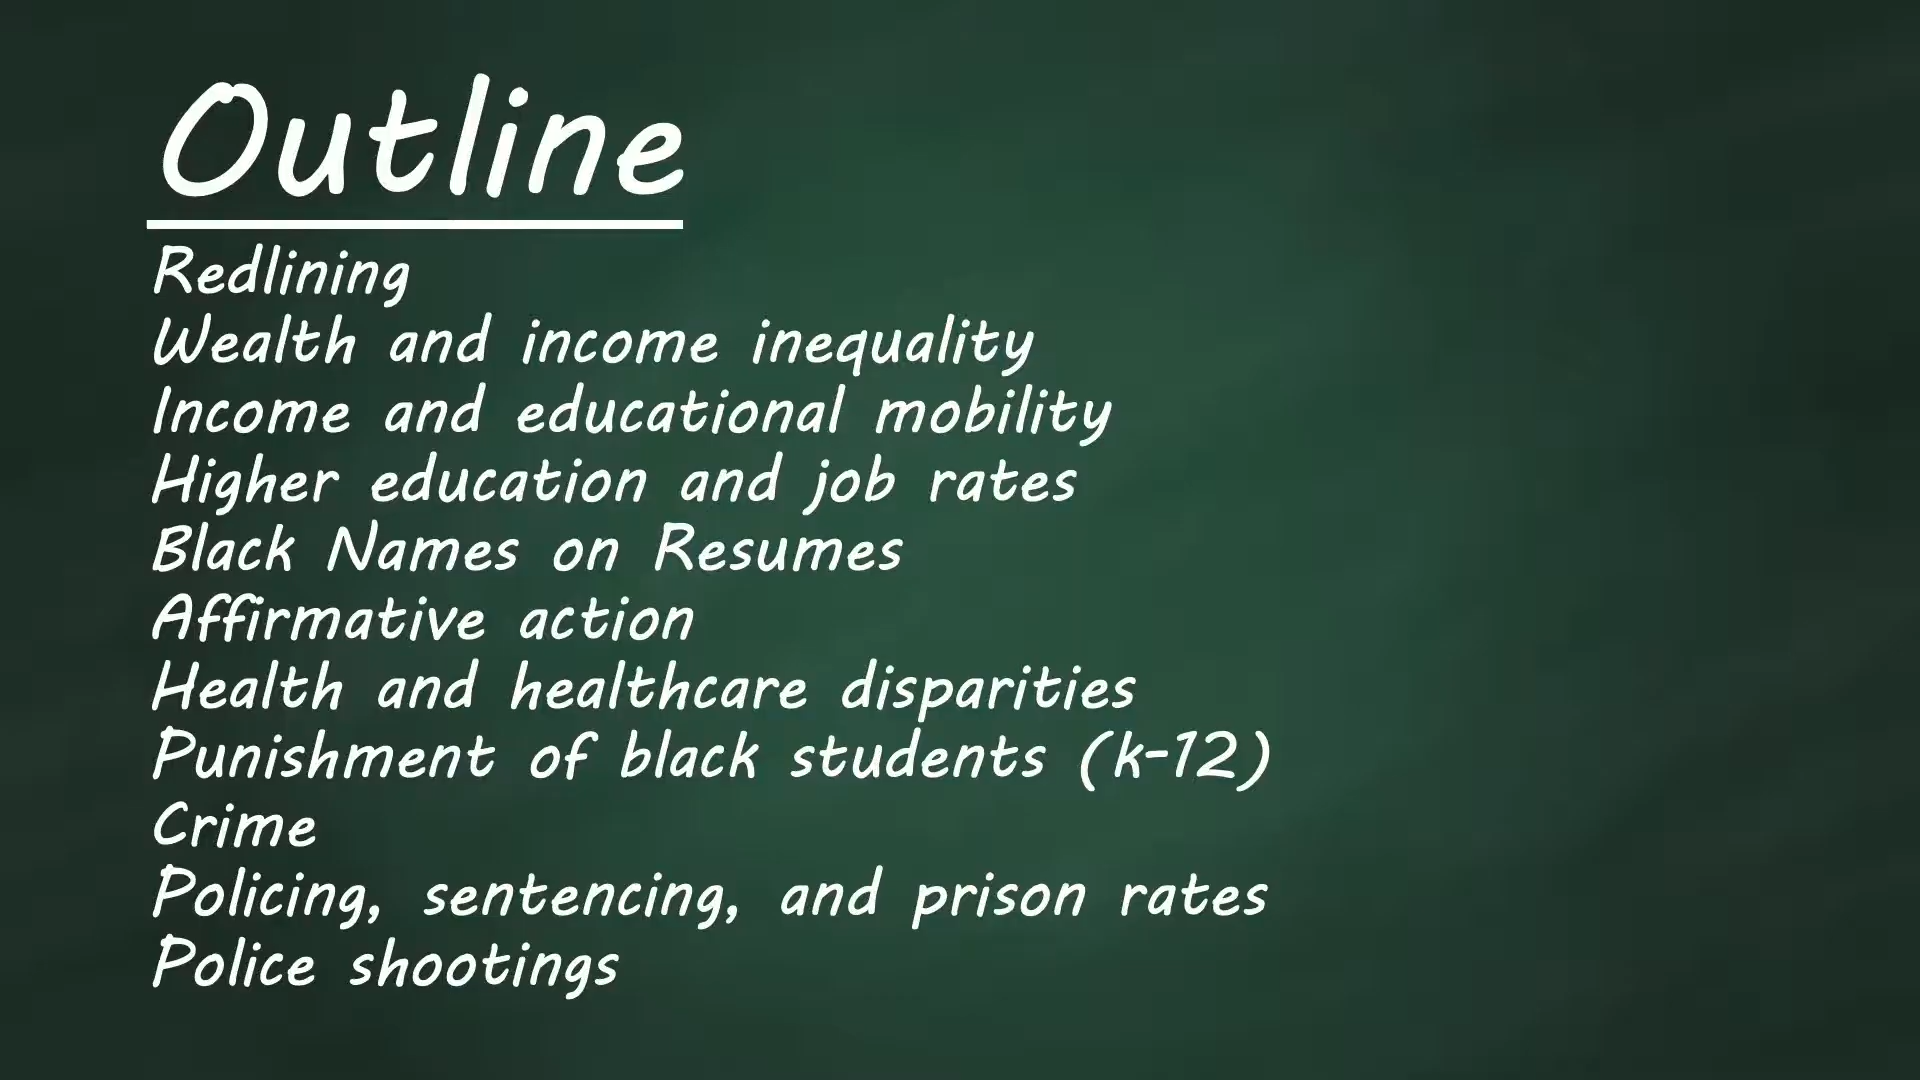 Outline
Redlining
Wealth and income inequality
Income and educational mobility
Higher education and job rates
Black Names on Resumes
Affirmative action
Health and healthcare disparities
Punishment of black students (k-12)
Crime
Policing, sentencing, and prison rates
Police shootings